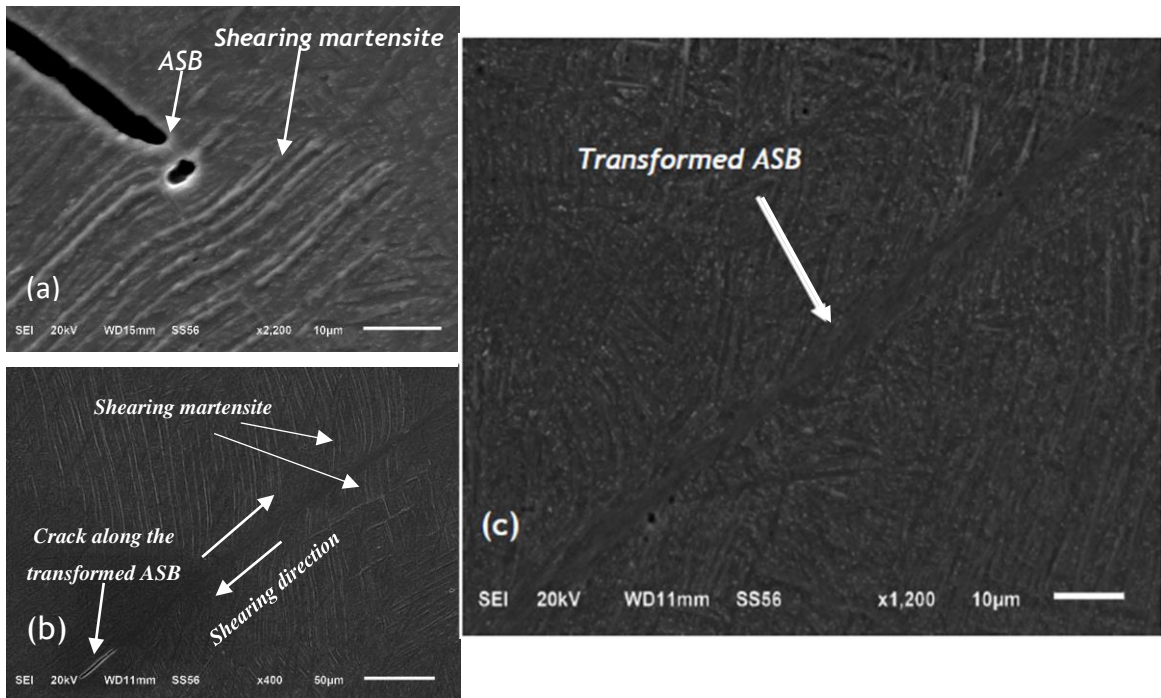 Shearing martensite
ASB
(a)
SEI 20kV WD15mm SS56 x2,200 10µm
Shearing martensite
Crack along the
transformed ASB
Shearing direction
(b)
SEI 20kV WD11mm SS56 x400 50µm
Transformed ASB
(c)
SEI 20kV WD11mm SS56 x1,200 10µm